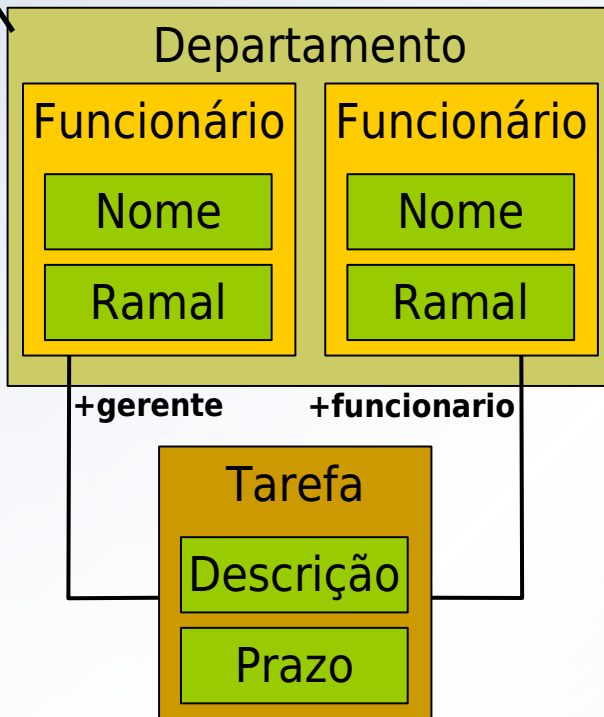 Departamento
Funcionário Funcionário
Nome Nome
Ramal Ramal
+gerente +funcionario
Tarefa
Descrição
Prazo